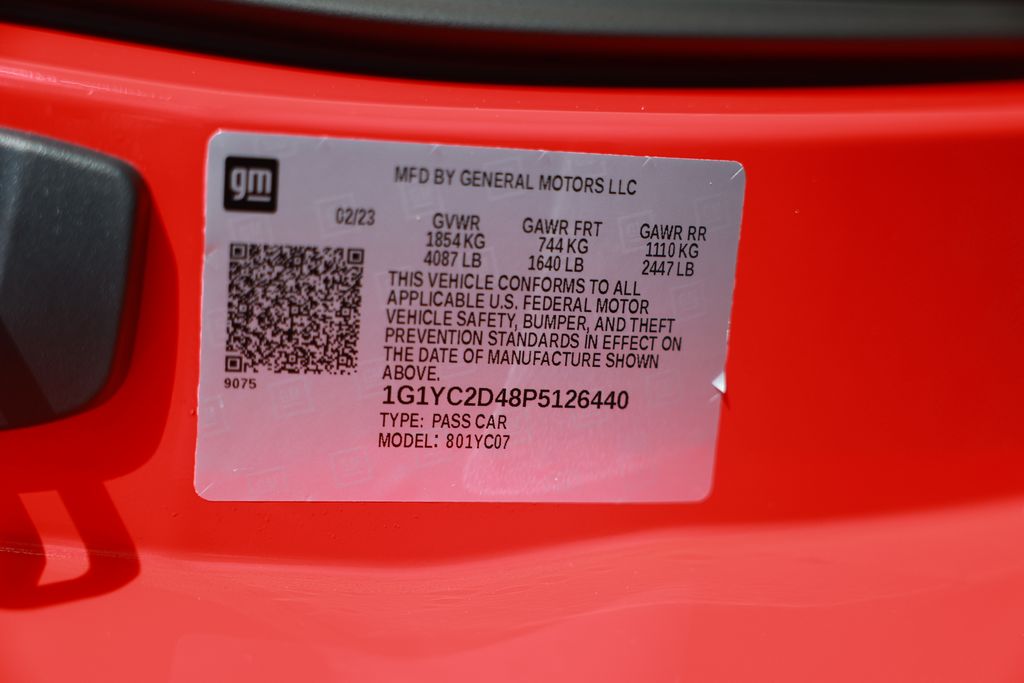 gm
MFD BY GENERAL MOTORS LLC
02/23
GVWR GAWR FRT GAWR RR
1854 KG 744 KG 1110 KG
4087 LB 1640 LB 2447 LB
THIS VEHICLE CONFORMS TO ALL
APPLICABLE U.S. FEDERAL MOTOR
VEHICLE SAFETY, BUMPER, AND THEFT
PREVENTION STANDARDS IN EFFECT ON
THE DATE OF MANUFACTURE SHOWN
ABOVE.
9075
1G1YC2D48P5126440
TYPE: PASS CAR
MODEL: 801YC07